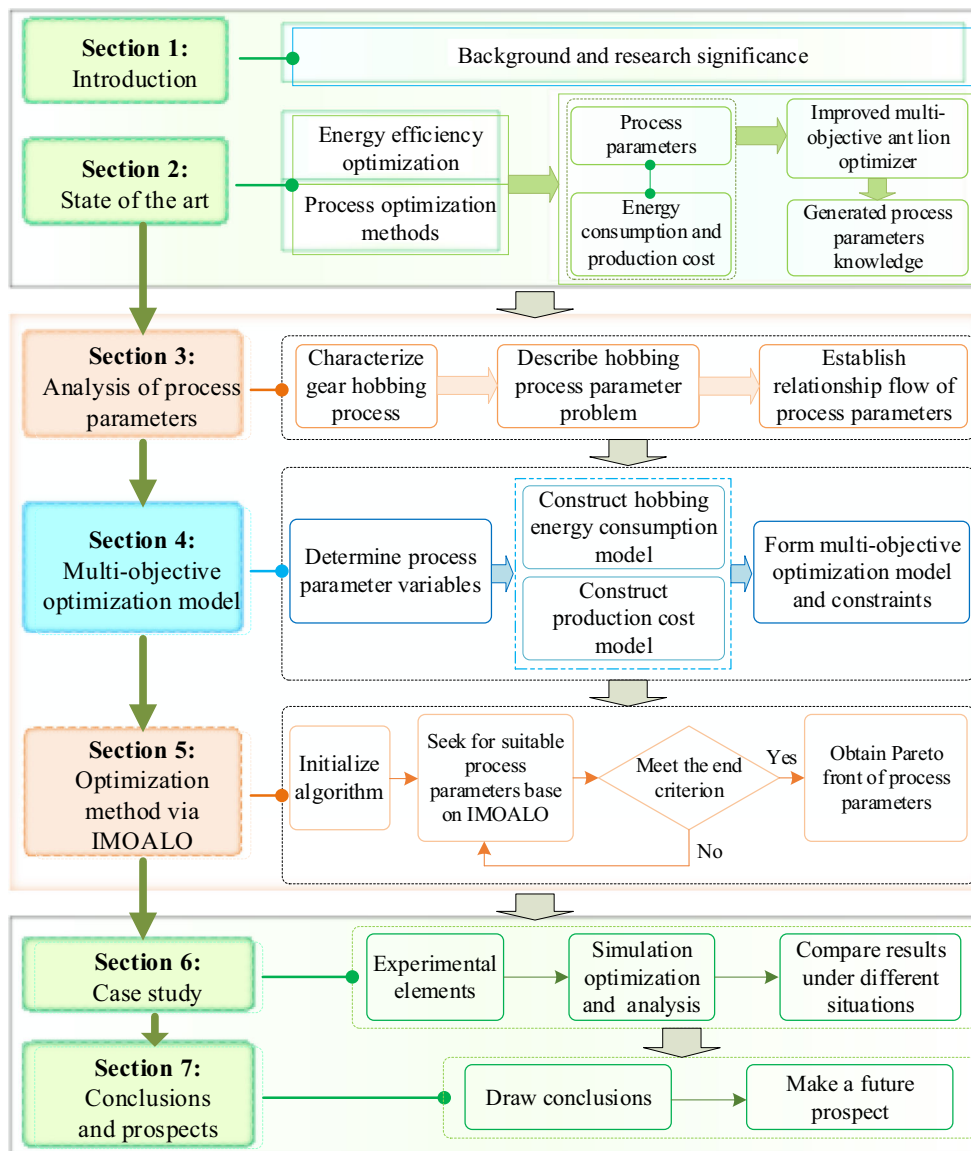 Section 1:
Introduction
Background and research significance
Section 2:
State of the art
Energy efficiency
optimization
Process optimization
methods
Process
parameters
Energy
consumption and
production cost
Improved multi-
objective ant lion
optimizer
Generated process
parameters
knowledge
Section 3:
Analysis of process
parameters
Characterize
gear hobbing
process
Describe hobbing
process parameter
problem
Establish
relationship flow of
process parameters
Section 4:
Multi-objective
optimization model
Determine process
parameter variables
Construct hobbing
energy consumption
model
Construct
production cost
model
Form multi-objective
optimization model
and constraints
Section 5:
Optimization
method via
IMOALO
Initialize
algorithm
Seek for suitable
process
parameters base
on IMOALO
Meet the end
criterion
Yes
No
Obtain Pareto
front of process
parameters
Section 6:
Case study
Experimental
elements
Simulation
optimization
and analysis
Compare results
under different
situations
Section 7:
Conclusions
and prospects
Draw conclusions
Make a future
prospect